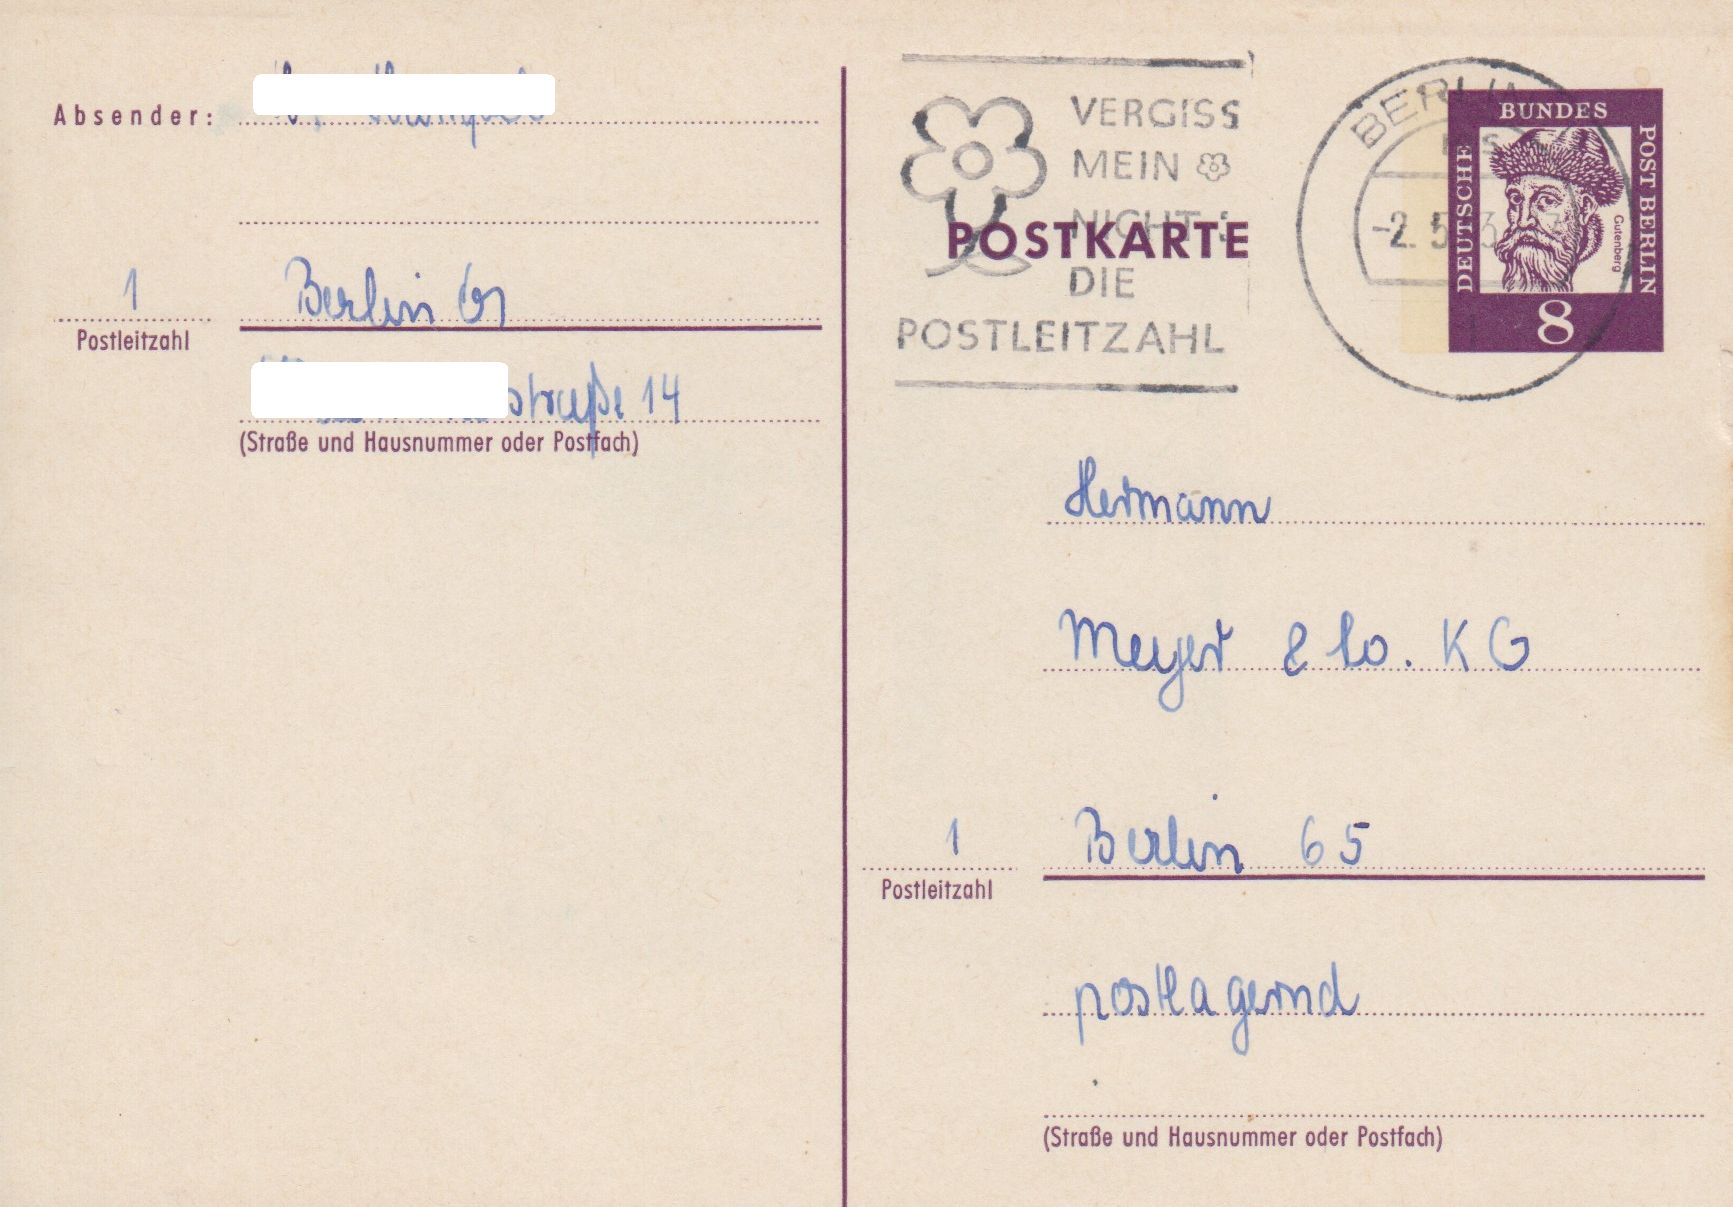 Absender:
1
Berlin 61
Postleitzahl
straße 14
(Straße und Hausnummer oder Postfach)
VERGISS
MEIN
NICHT
DIE
POSTLEITZAHL
POSTKARTE
BERLIN
-2.5.
DEUTSCHE
BUNDES
POST BERLIN
Gutenberg
8
Hermann
Meyer & Co. KG
1
Berlin 65
Postleitzahl
postlagernd
(Straße und Hausnummer oder Postfach)